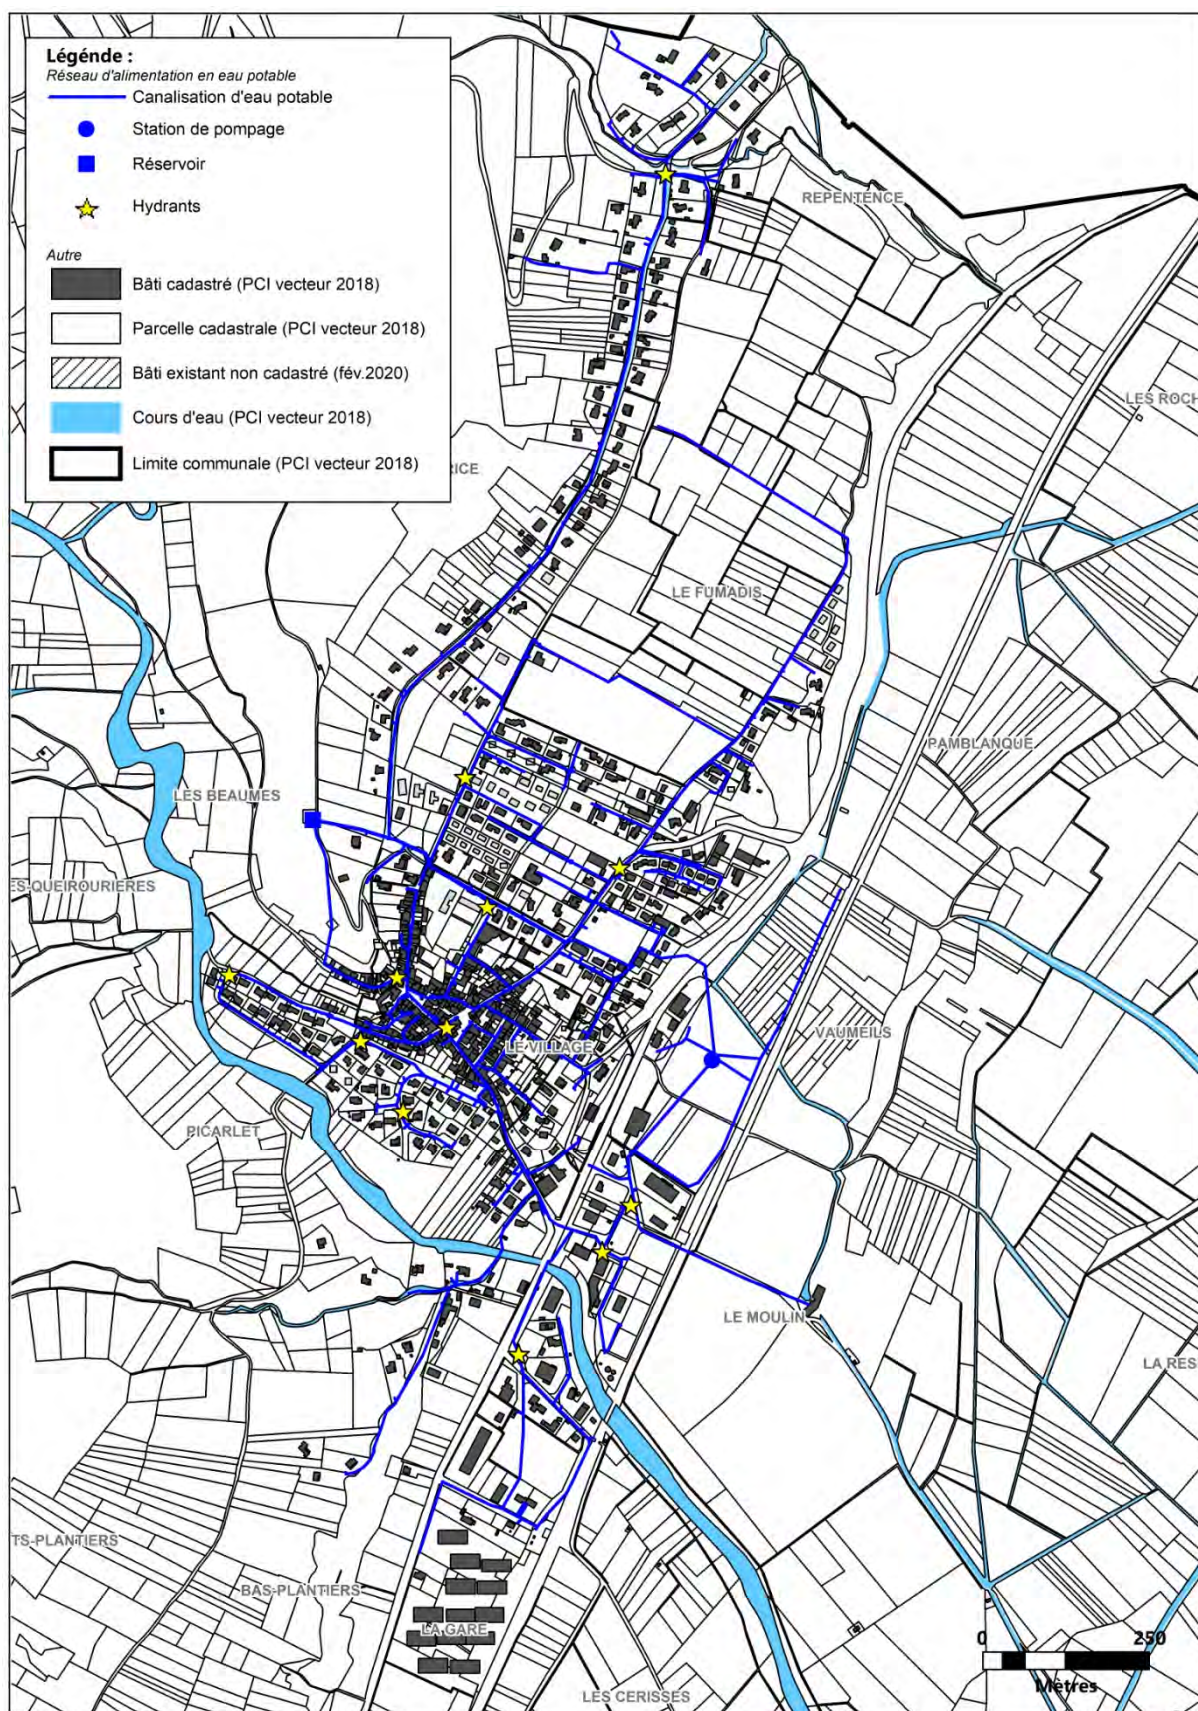 Légende :
Réseau d'alimentation en eau potable
Canalisation d'eau potable
Station de pompage
Réservoir
Hydrants
Autre
Bâti cadastré (PCI vecteur 2018)
Parcelle cadastrale (PCI vecteur 2018)
Bâti existant non cadastré (fév.2020)
Cours d'eau (PCI vecteur 2018)
Limite communale (PCI vecteur 2018)
REPENTENCE
LES ROCH
RICE
LE FUMADIS
PAMBLANQUE
LES BEAUMES
ES-QUEIROURIERES
VAUMEILS
LE VILLAGE
PICARLET
LE MOULIN
LA RES
TS-PLANTIERS
BAS-PLANTIERS
LA GARE
LES CERISSES
0 250
Mètres